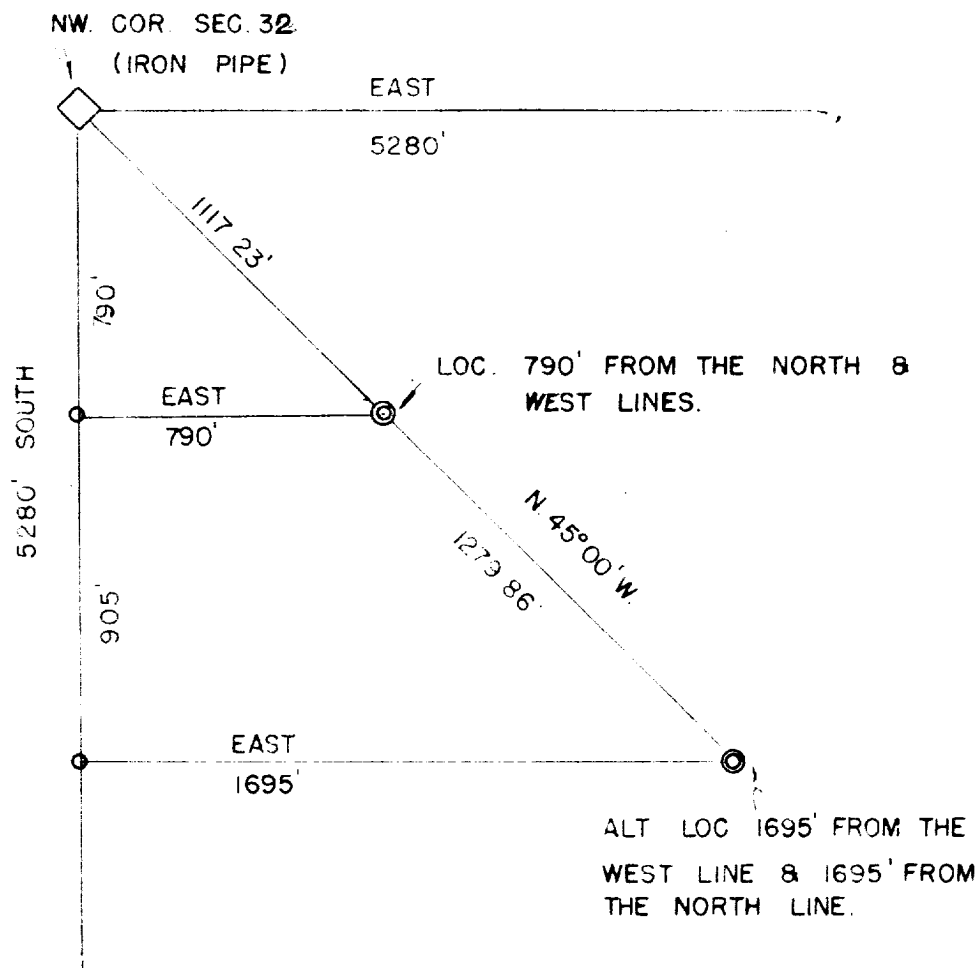 NW. COR. SEC. 32
(IRON PIPE)
EAST
5280'
1117 23'
790'
LOC. 790' FROM THE NORTH &
WEST LINES.
EAST
790'
5280' SOUTH
N. 45°00' W.
1279 86'
905'
EAST
1695'
ALT LOC 1695' FROM THE
WEST LINE & 1695' FROM
THE NORTH LINE.